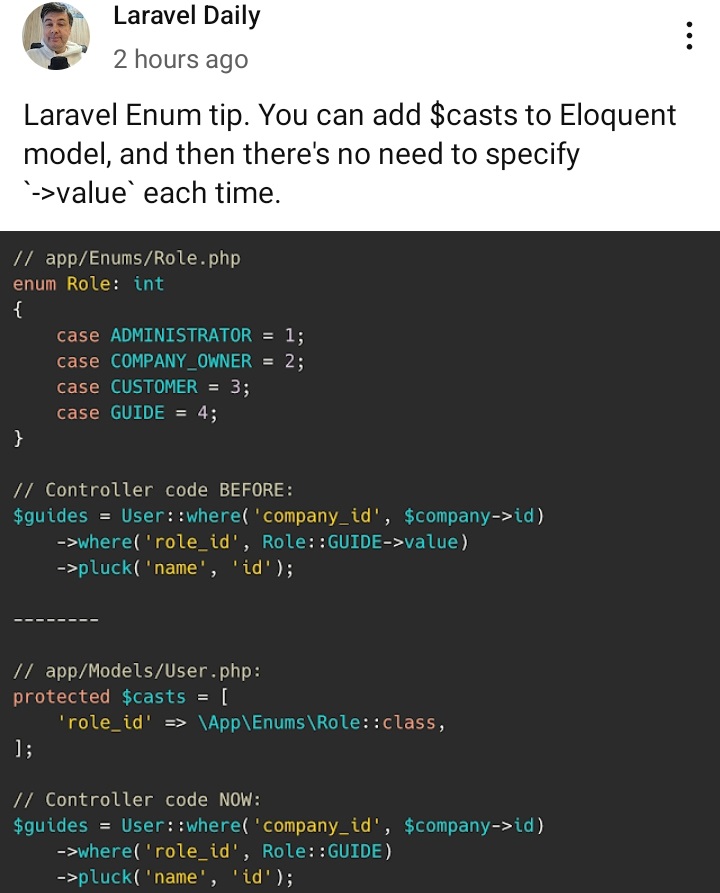 Laravel Daily
2 hours ago
Laravel Enum tip. You can add $casts to Eloquent
model, and then there's no need to specify
`->value` each time.
// app/Enums/Role.php
enum Role: int
{
    case ADMINISTRATOR = 1;
    case COMPANY_OWNER = 2;
    case CUSTOMER = 3;
    case GUIDE = 4;
}
// Controller code BEFORE:
$guides = User::where('company_id', $company->id)
    ->where('role_id', Role::GUIDE->value)
    ->pluck('name', 'id');
--------
// app/Models/User.php:
protected $casts = [
    'role_id' => \App\Enums\Role::class,
];
// Controller code NOW:
$guides = User::where('company_id', $company->id)
    ->where('role_id', Role::GUIDE)
    ->pluck('name', 'id');